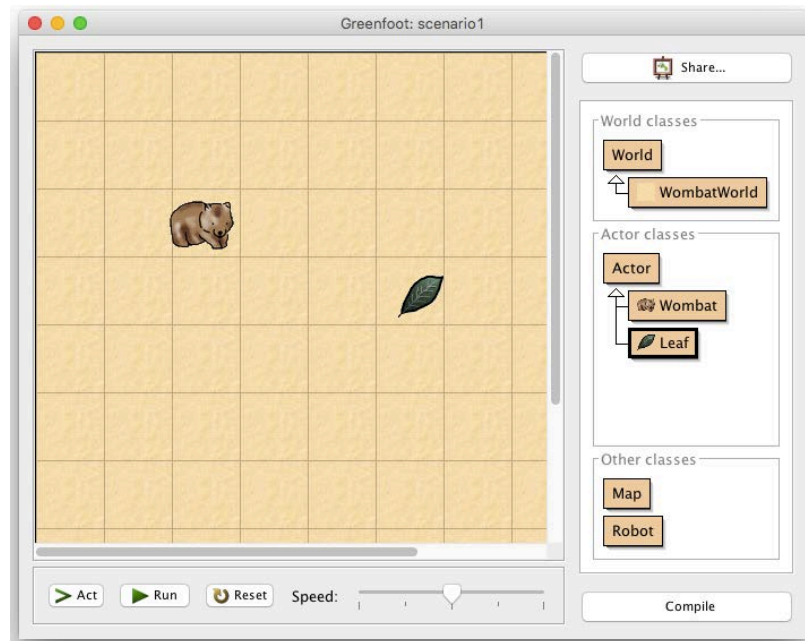 Greenfoot: scenario1
Share...
World classes
World
WombatWorld
Actor classes
Actor
Wombat
Leaf
Other classes
Map
Robot
Act
Run
Reset
Speed:
Compile